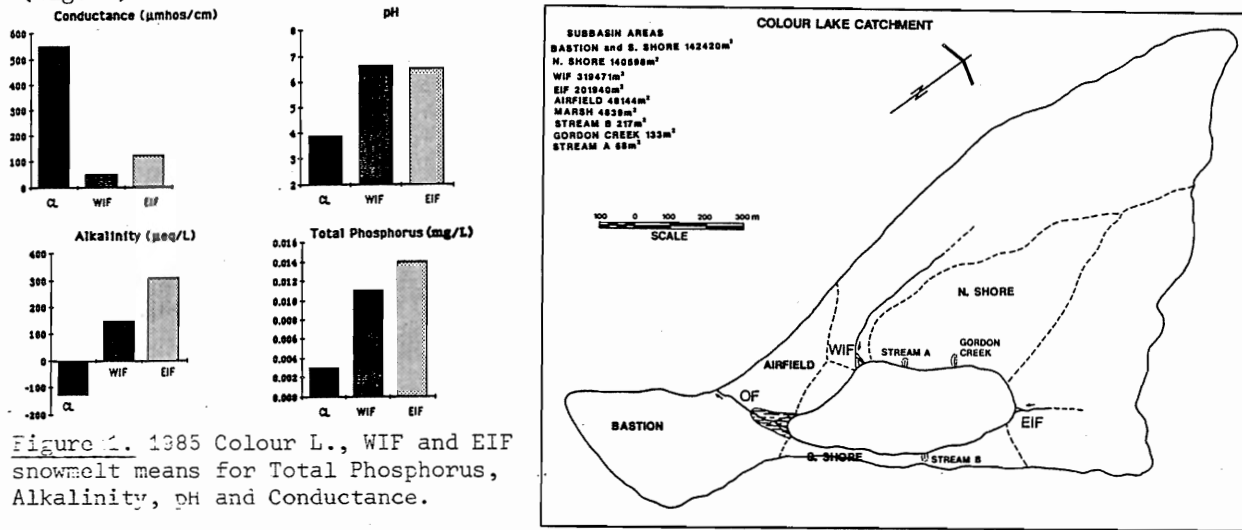 Conductance (µmhos/cm)
600
500
400
300
200
100
0
CL WIF EIF
pH
8
7
6
5
4
3
2
CL WIF EIF
Alkalinity (µeq/L)
400
300
200
100
0
-100
-200
CL WIF EIF
Total Phosphorus (mg/L)
0.016
0.014
0.012
0.010
0.008
0.006
0.004
0.002
0.000
CL WIF EIF
Figure 1. 1985 Colour L., WIF and EIF
snowmelt means for Total Phosphorus,
Alkalinity, pH and Conductance.
COLOUR LAKE CATCHMENT
SUBBASIN AREAS
BASTION and S. SHORE 142420m²
N. SHORE 140598m²
WIF 319471m²
EIF 201940m²
AIRFIELD 48144m²
MARSH 4839m²
STREAM B 217m²
GORDON CREEK 133m²
STREAM A 68m²
N
100 0 100 200 300 m
SCALE
N. SHORE
WIF
STREAM A
GORDON
CREEK
AIRFIELD
OF
EIF
BASTION
S. SHORE
STREAM B